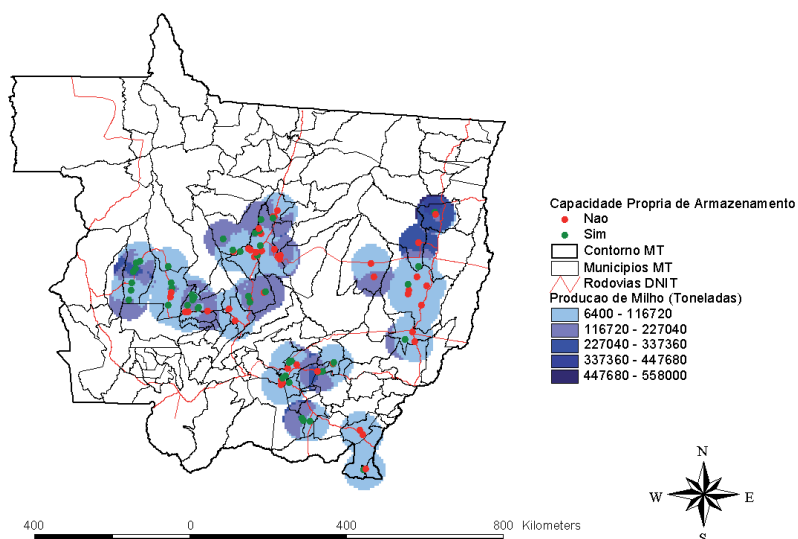 Capacidade Propria de Armazenamento
Nao
Sim
Contorno MT
Municipios MT
Rodovias DNIT
Producao de Milho (Toneladas)
6400 - 116720
116720 - 227040
227040 - 337360
337360 - 447680
447680 - 558000
N
W E
S
400 0 400 800 Kilometers